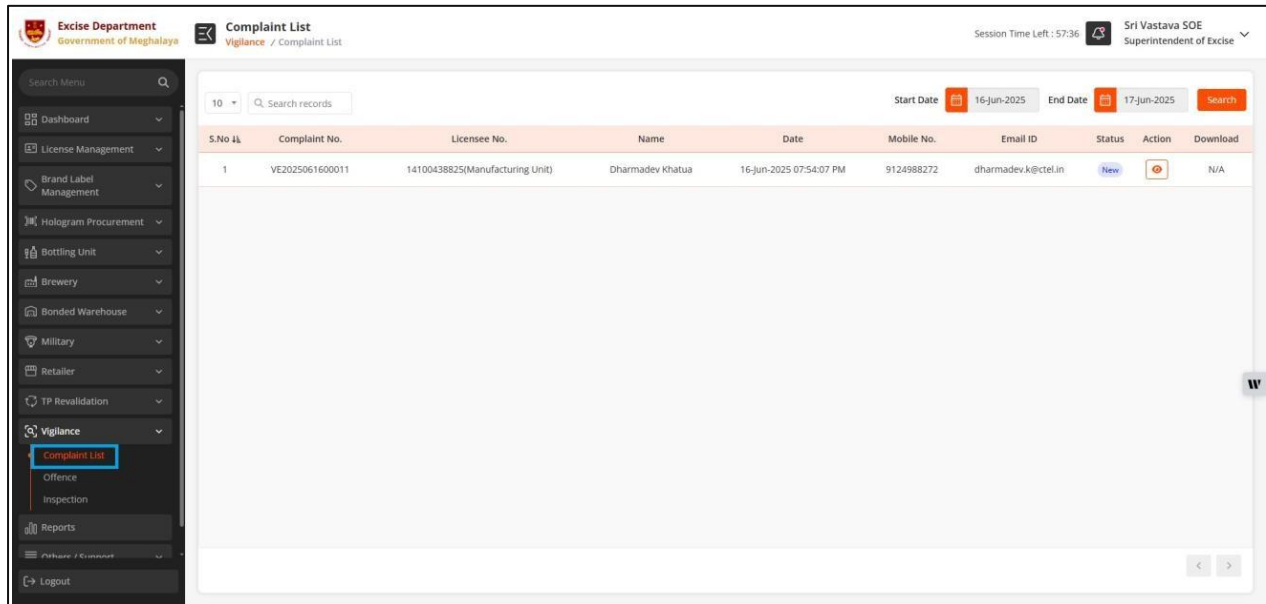 Excise Department
Government of Meghalaya
Complaint List
Vigilance / Complaint List
Session Time Left : 57:36
Sri Vastava SOE
Superintendent of Excise
Search Menu
Dashboard
License Management
Brand Label
Management
Hologram Procurement
Bottling Unit
Brewery
Bonded Warehouse
Military
Retailer
TP Revalidation
Vigilance
Complaint List
Offence
Inspection
Reports
Others / Support
Logout
10 Search records Start Date 16-Jun-2025 End Date 17-Jun-2025 Search
S.No Complaint No. Licensee No. Name Date Mobile No. Email ID Status Action Download
1 VE2025061600011 14100438825(Manufacturing Unit) Dharmadev Khatua 16-Jun-2025 07:54:07 PM 9124988272 dharmadev.k@ctel.in New N/A
W